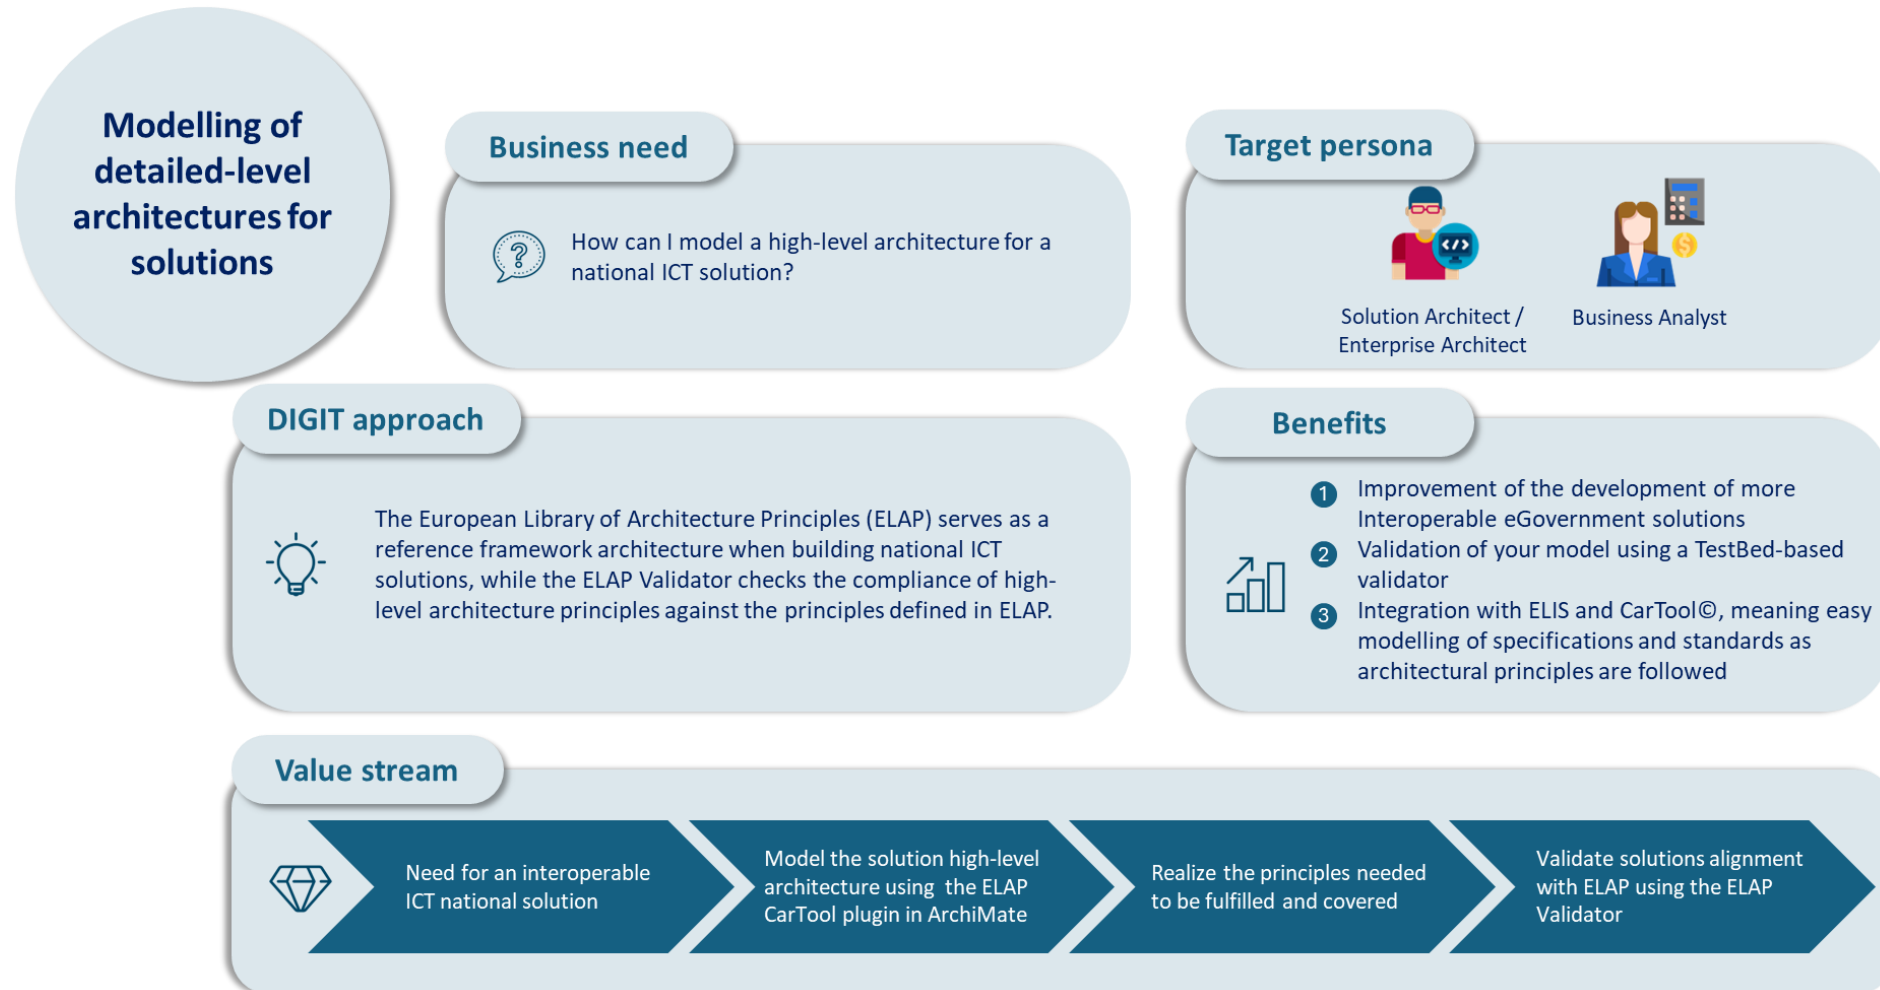 Modelling of
detailed-level
architectures for
solutions
Business need
?
How can I model a high-level architecture for a
national ICT solution?
Target persona
</>
$
Solution Architect /
Enterprise Architect
Business Analyst
DIGIT approach
The European Library of Architecture Principles (ELAP) serves as a
reference framework architecture when building national ICT
solutions, while the ELAP Validator checks the compliance of high-
level architecture principles against the principles defined in ELAP.
Benefits
1 Improvement of the development of more
Interoperable eGovernment solutions
2 Validation of your model using a TestBed-based
validator
3 Integration with ELIS and CarTool©, meaning easy
modelling of specifications and standards as
architectural principles are followed
Value stream
Need for an interoperable
ICT national solution
Model the solution high-level
architecture using the ELAP
CarTool plugin in ArchiMate
Realize the principles needed
to be fulfilled and covered
Validate solutions alignment
with ELAP using the ELAP
Validator